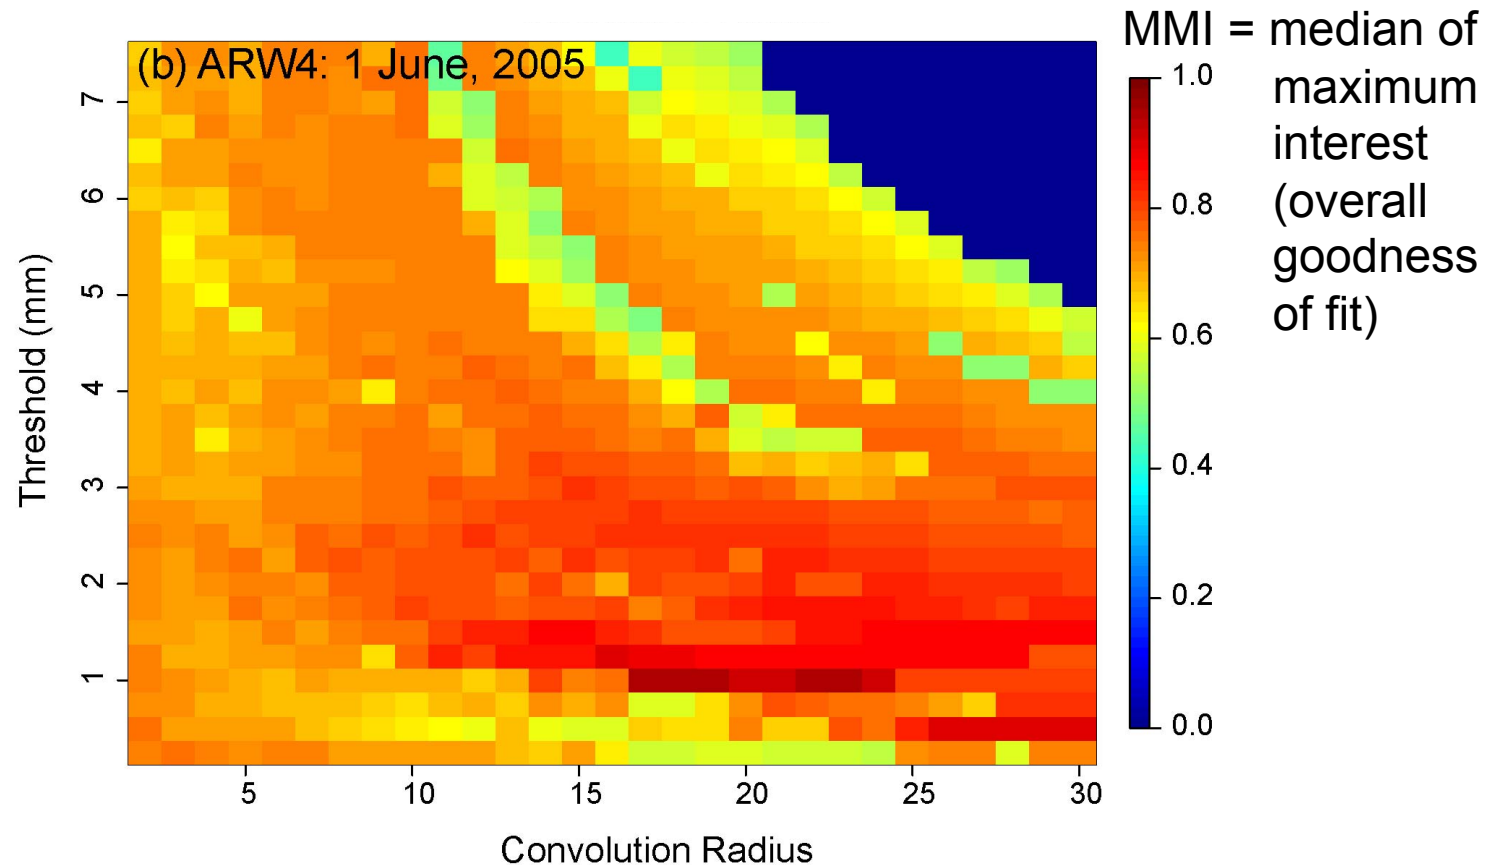 (b) ARW4: 1 June, 2005
MMI = median of
maximum
interest
(overall
goodness
of fit)
1.0
0.8
0.6
0.4
0.2
0.0
Threshold (mm)
7
6
5
4
3
2
1
5 10 15 20 25 30
Convolution Radius